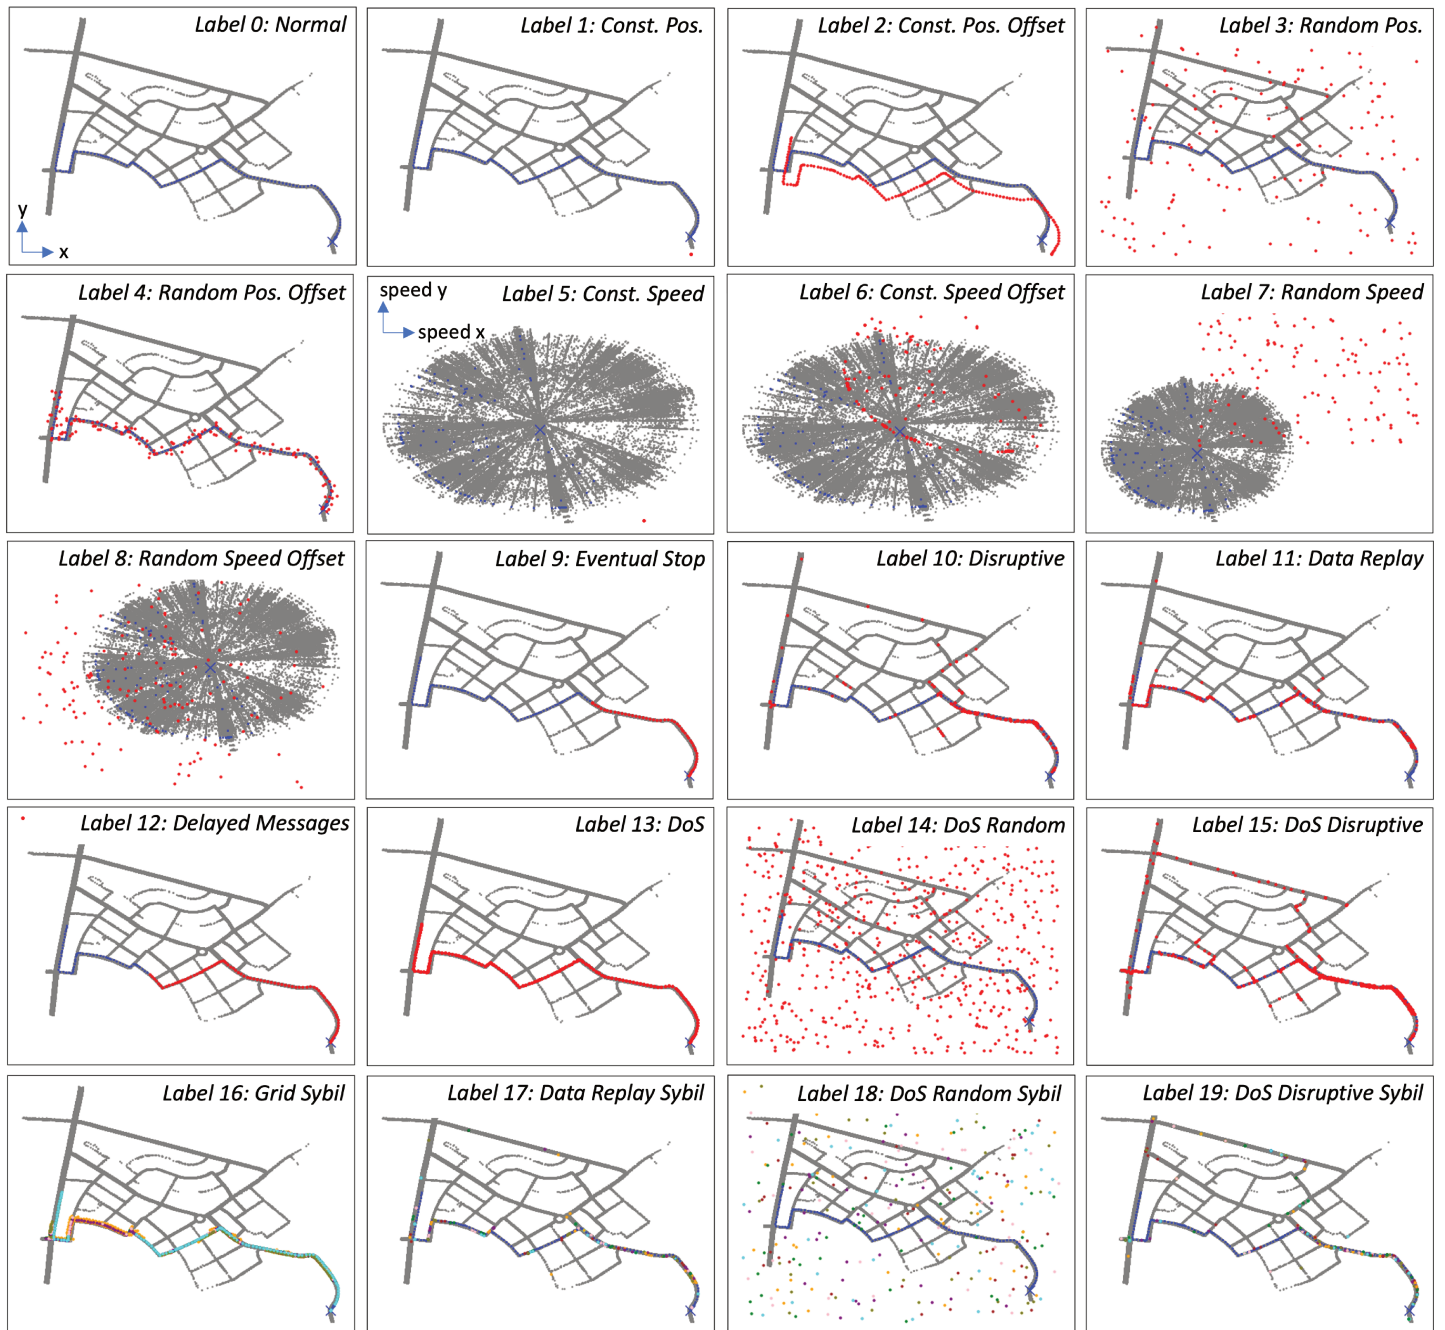 Label 0: Normal
Label 1: Const. Pos.
Label 2: Const. Pos. Offset
Label 3: Random Pos.
y
x
Label 4: Random Pos. Offset
speed y
Label 5: Const. Speed
speed x
Label 6: Const. Speed Offset
Label 7: Random Speed
Label 8: Random Speed Offset
Label 9: Eventual Stop
Label 10: Disruptive
Label 11: Data Replay
Label 12: Delayed Messages
Label 13: DoS
Label 14: DoS Random
Label 15: DoS Disruptive
Label 16: Grid Sybil
Label 17: Data Replay Sybil
Label 18: DoS Random Sybil
Label 19: DoS Disruptive Sybil